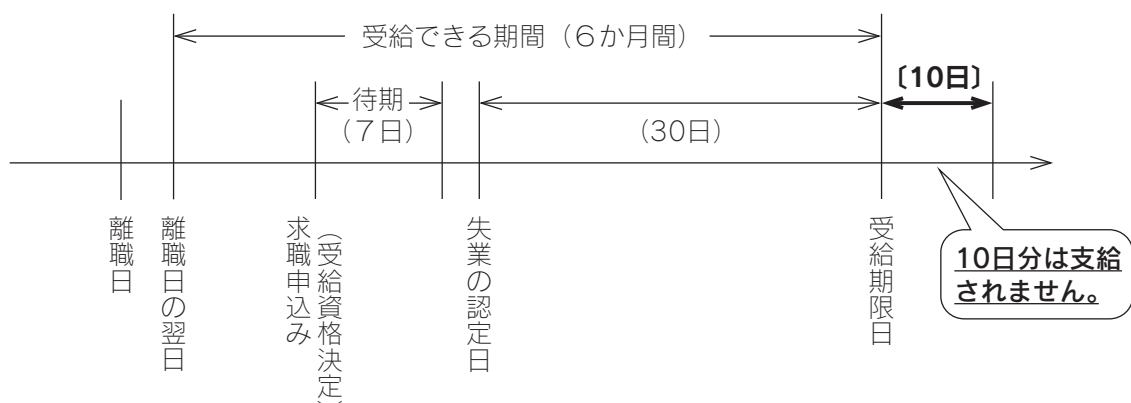 受給できる期間（６か月間）
〔10日〕
待期
（７日）
（30日）
離職日
離職日の翌日
求職申込み
（受給資格決定）
失業の認定日
受給期限日
10日分は支給
されません。